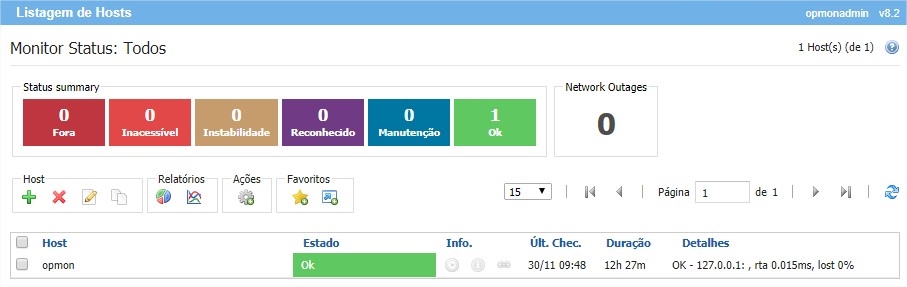 Listagem de Hosts opmonadmin v8.2
Monitor Status: Todos 1 Host(s) (de 1)
Status summary Network Outages
0 0 0 0 0 1 0
Fora Inacessível Instabilidade Reconhecido Manutenção Ok
Host Relatórios Ações Favoritos
15 Página 1 de 1
Host Estado Info. Últ. Chec. Duração Detalhes
opmon Ok 30/11 09:48 12h 27m OK - 127.0.0.1: , rta 0.015ms, lost 0%